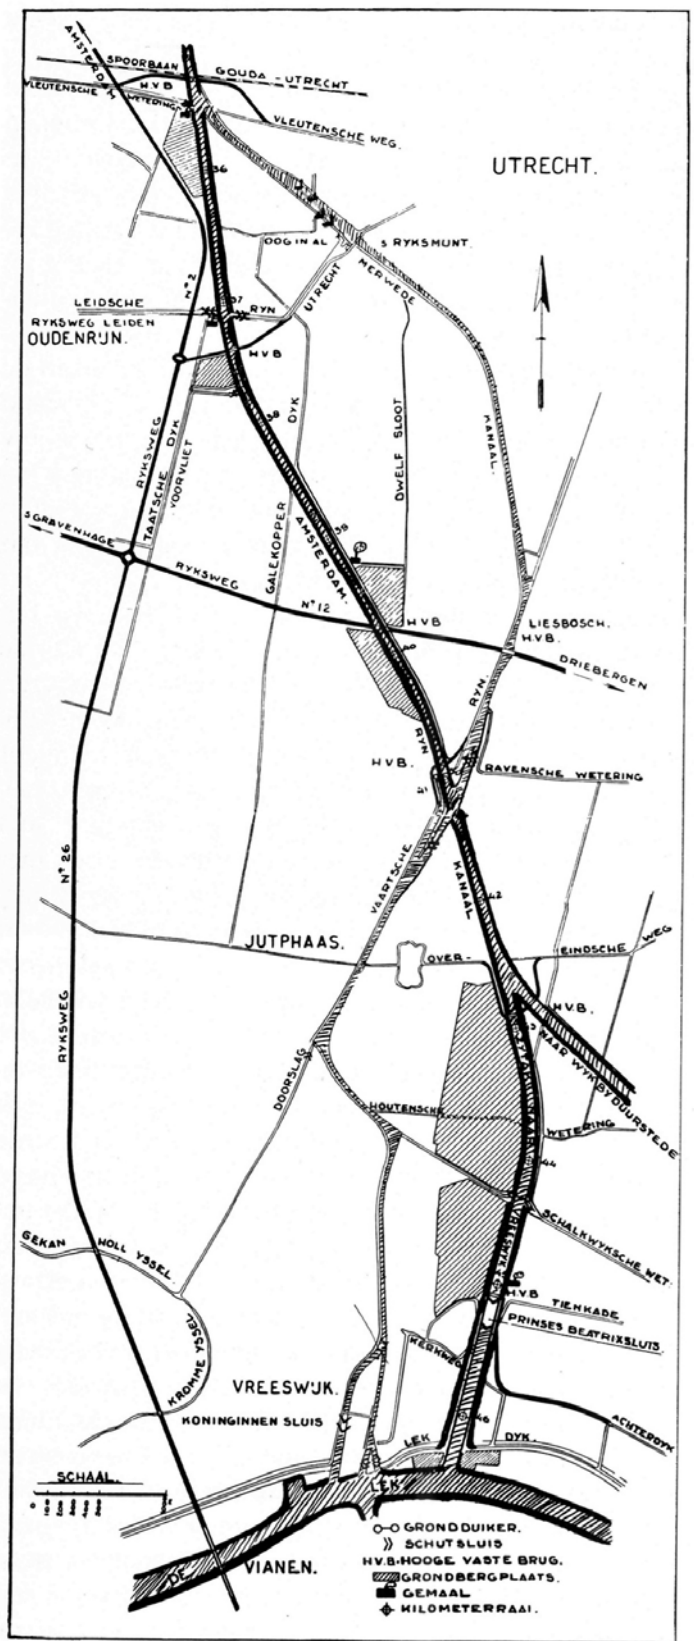 AMSTERDAM
SPOORBAAN
GOUDA - UTRECHT
H.V.B
VLEUTENSCHE
WETERING
VLEUTENSCHE WEG.
36
UTRECHT.
OOG IN AL
S RYKSMUNT.
UTRECHT
MERWEDE
Nº 2
LEIDSCHE
37
RYN
RYKSWEG LEIDEN
OUDENRIJN.
H.V.B
38
DYK
DWELF SLOOT
KANAAL.
RYKSWEG
TAATSCHE DYK
VOORVLIET
S GRAVENHAGE
GALEKOPPER
39
AMSTERDAM.
RYKSWEG
Nº 12
H.V.B
LIESBOSCH.
H.V.B.
DRIEBERGEN
40
RYN.
RYN
H.V.B.
RAVENSCHE WETERING
41
Nº 26
VAARTSCHE
KANAAL
42
JUTPHAAS.
OVER-
EINDSCHE WEG
H.V.B.
RYKSWEG
NAAR WYK BY DUURSTEDE
DOORSLAG
HOUTENSCHE
WETERING
44
SCHALKWYKSCHE WET.
GEKAN
HOLL YSSEL.
H.V.B
TIENKADE
PRINSES BEATRIXSLUIS.
KERKWEG
KROMME YSSEL
VREESWIJK.
KONINGINNEN SLUIS
46
ACHTERDYK
LEK
DYK.
SCHAAL.
LEK
DE
VIANEN.
GRONDDUIKER.
SCHUTSLUIS
H.V.B-HOOGE VASTE BRUG.
GRONDBERGPLAATS.
GEMAAL
KILOMETERRAAI.